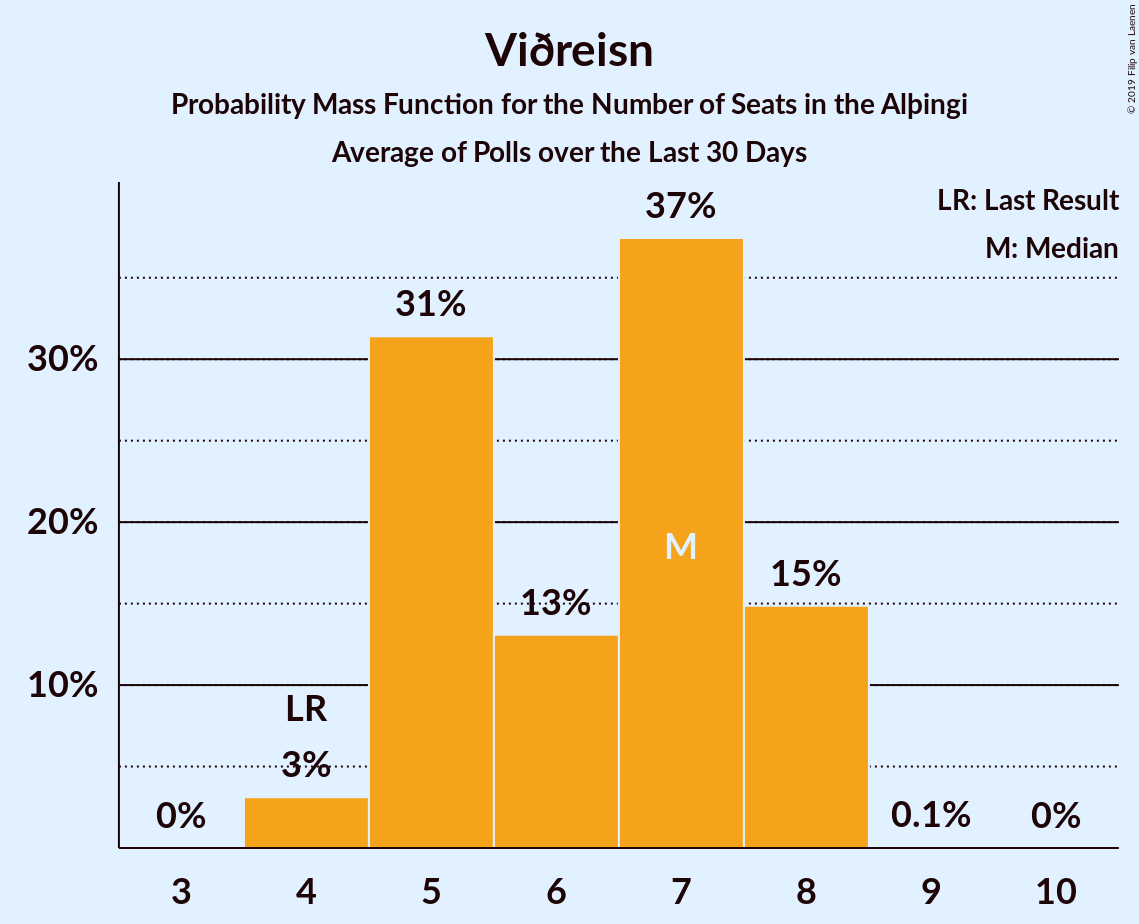 Viðreisn
Probability Mass Function for the Number of Seats in the Alþingi
Average of Polls over the Last 30 Days
© 2019 Filip van Laenen
LR: Last Result
M: Median
37%
31%
30%
20%
M
15%
13%
10%
LR
3%
0%
0.1%
0%
3 4 5 6 7 8 9 10